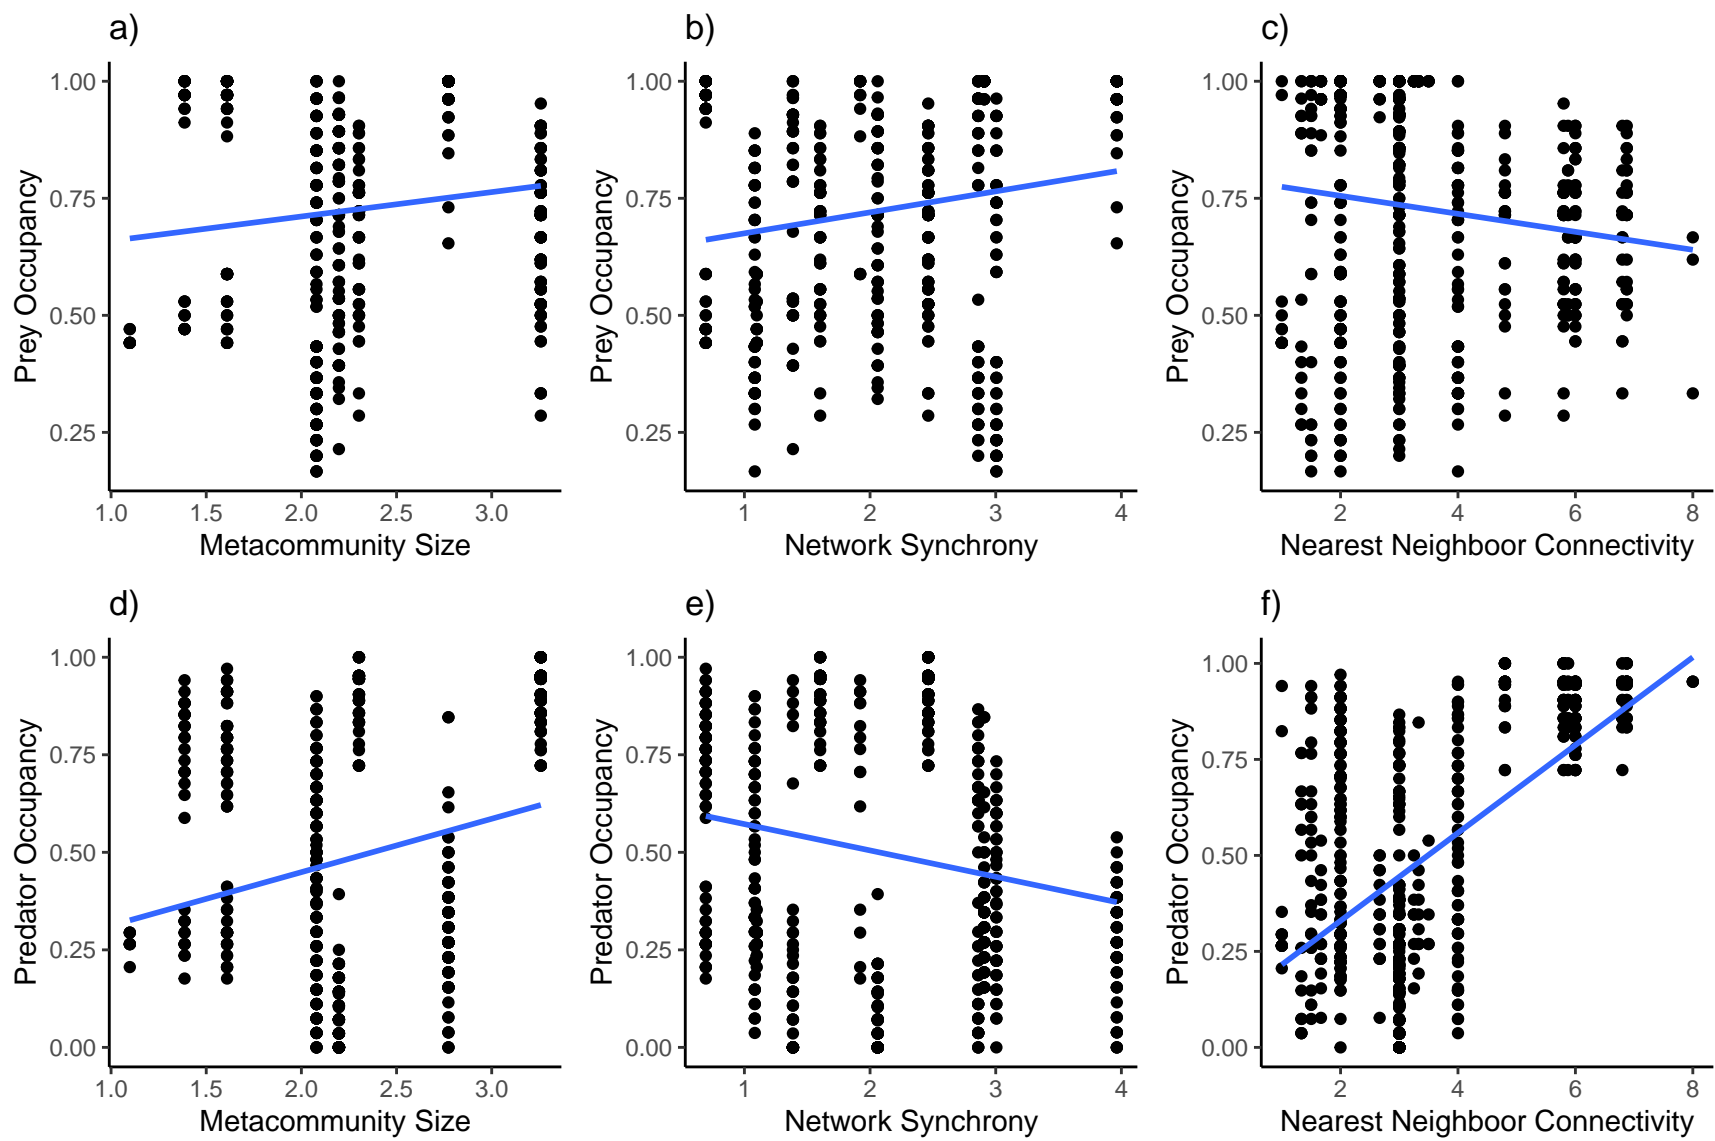 a) b) c)
1.00 1.00 1.00
0.75 0.75 0.75
0.50 0.50 0.50
0.25 0.25 0.25
Prey Occupancy Prey Occupancy Prey Occupancy
1.0 1.5 2.0 2.5 3.0 1 2 3 4 2 4 6 8
Metacommunity Size Network Synchrony Nearest Neighboor Connectivity
d) e) f)
1.00 1.00 1.00
0.75 0.75 0.75
0.50 0.50 0.50
0.25 0.25 0.25
0.00 0.00 0.00
Predator Occupancy Predator Occupancy Predator Occupancy
1.0 1.5 2.0 2.5 3.0 1 2 3 4 2 4 6 8
Metacommunity Size Network Synchrony Nearest Neighboor Connectivity